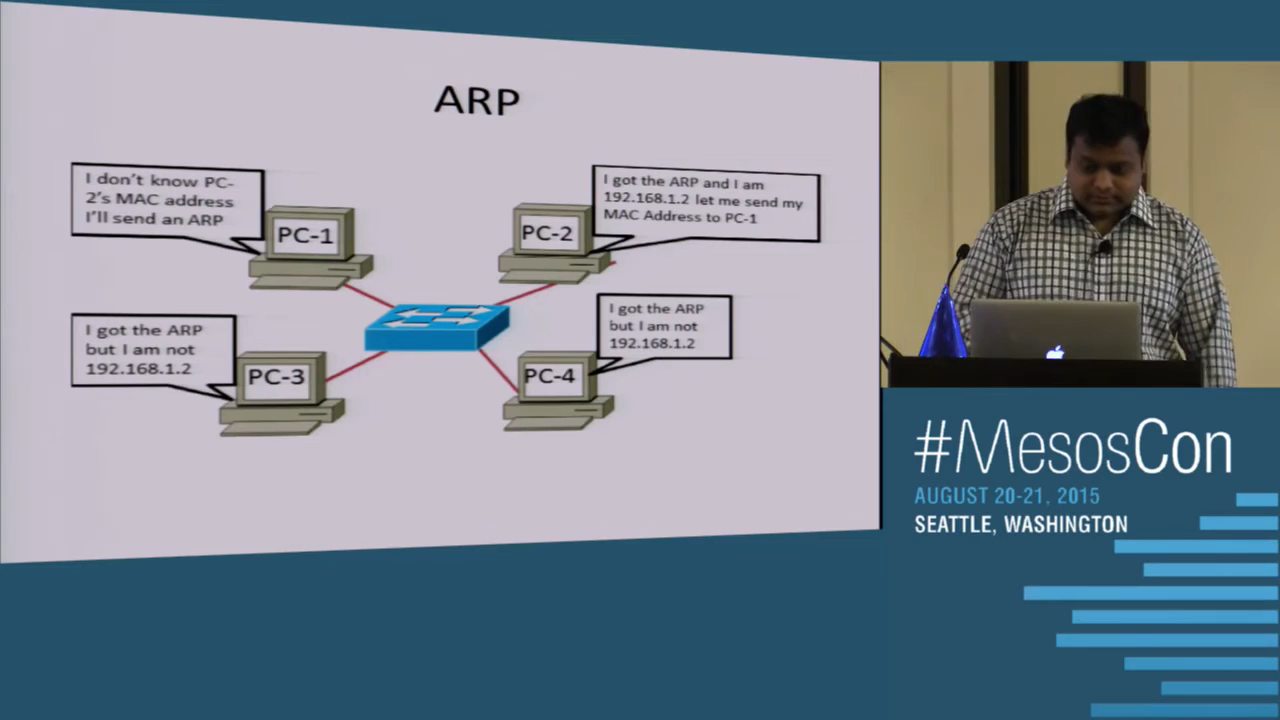 ARP
I don't know PC-
2's MAC address
I'll send an ARP
PC-1
I got the ARP and I am
192.168.1.2 let me send my
MAC Address to PC-1
PC-2
I got the ARP
but I am not
192.168.1.2
PC-3
I got the ARP
but I am not
192.168.1.2
PC-4
#MesosCon
AUGUST 20-21, 2015
SEATTLE, WASHINGTON